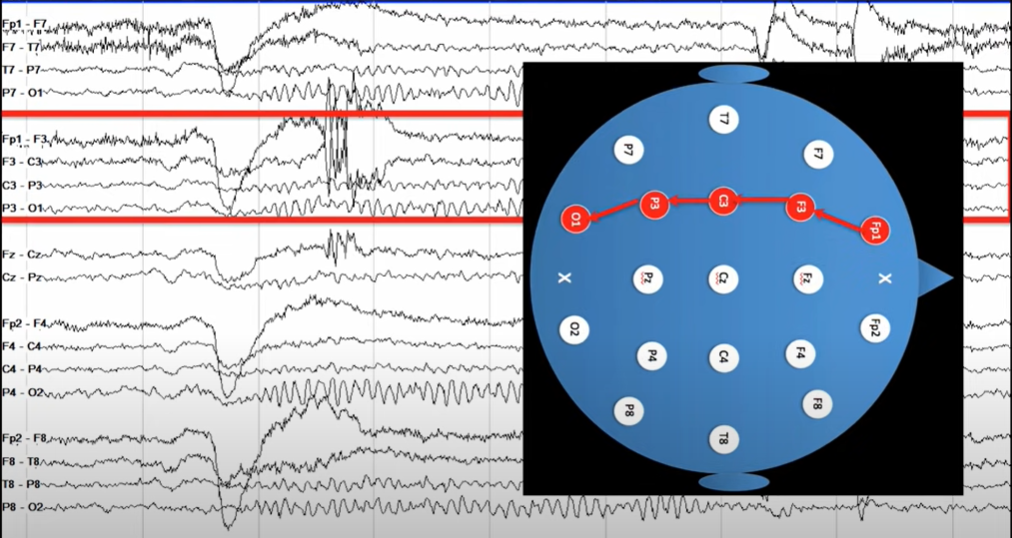 Fp1 - F7
F7 - T7
T7 - P7
P7 - O1
Fp1 - F3
F3 - C3
C3 - P3
P3 - O1
Fz - Cz
Cz - Pz
Fp2 - F4
F4 - C4
C4 - P4
P4 - O2
Fp2 - F8
F8 - T8
T8 - P8
P8 - O2
T7
P7
F7
O1
P3
C3
F3
Fp1
X
Pz
Cz
Fz
X
O2
P4
C4
F4
Fp2
P8
T8
F8